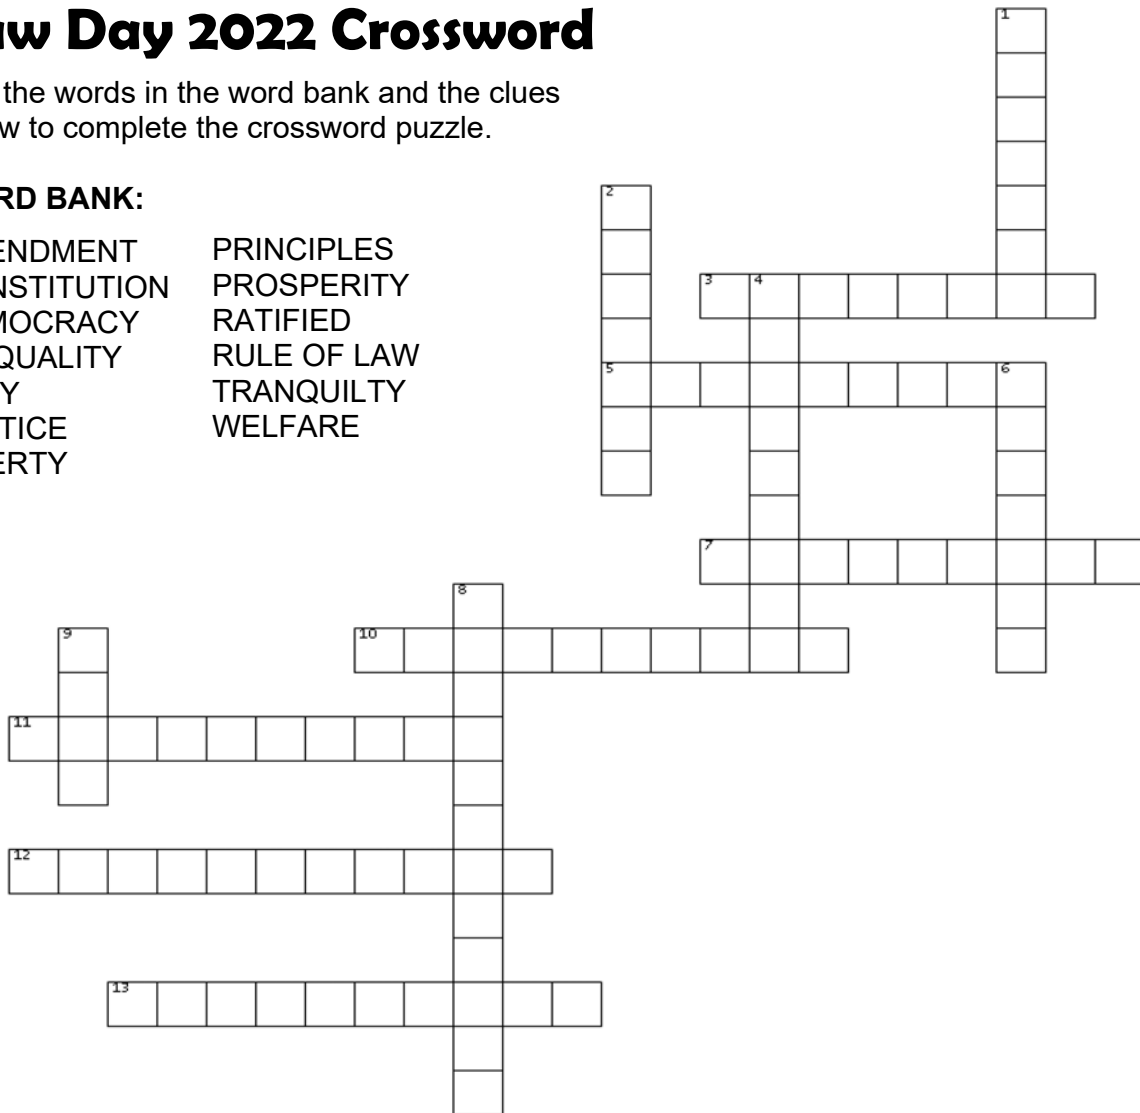 aw Day 2022 Crossword
the words in the word bank and the clues
w to complete the crossword puzzle.
RD BANK:
ENDMENT
NSTITUTION
MOCRACY
QUALITY
Y
TICE
ERTY
PRINCIPLES
PROSPERITY
RATIFIED
RULE OF LAW
TRANQUILTY
WELFARE
1
2
3 4
5 6
7
8
9 10
11
12
13